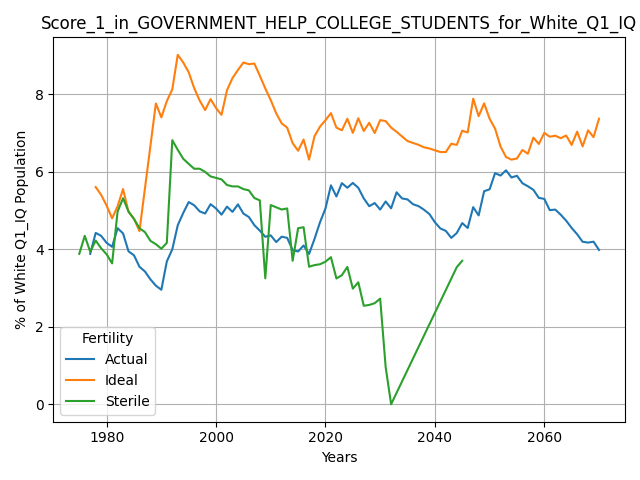 Score_1_in_GOVERNMENT_HELP_COLLEGE_STUDENTS_for_White_Q1_IQ
% of White Q1_IQ Population
8
6
4
2
0
Fertility
Actual
Ideal
Sterile
1980 2000 2020 2040 2060
Years